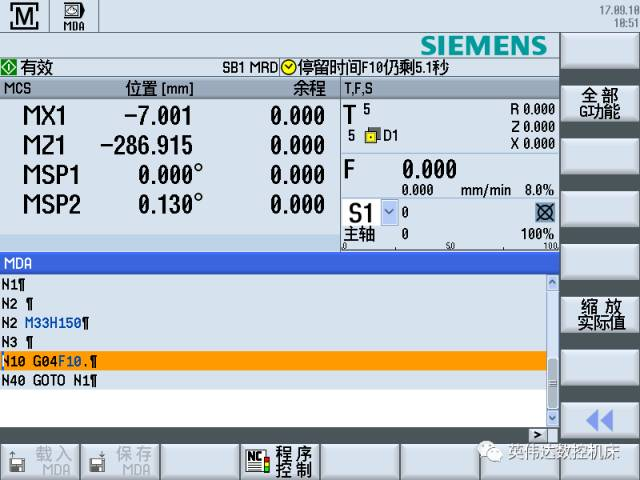 M
MDA
17.09.10
10:51
SIEMENS
有效
SB1 MRD 停留时间F10仍剩5.1秒
MCS 位置 [mm] 余程
T,F,S
MX1 -7.001 0.000
MZ1 -286.915 0.000
MSP1 0.000° 0.000
MSP2 0.130° 0.000
T 5 R 0.000
Z 0.000
5 D1 X 0.000
F 0.000
0.000 mm/min 8.0%
S1 0
主轴 0 100%
0 50 100
全部
G功能
MDA
N1¶
N2 ¶
N2 M33H150¶
N3 ¶
N10 G04F10.¶
N40 GOTO N1¶
缩放
实际值
载入
MDA
保存
MDA
NC 程序
控制
英伟达数控机床